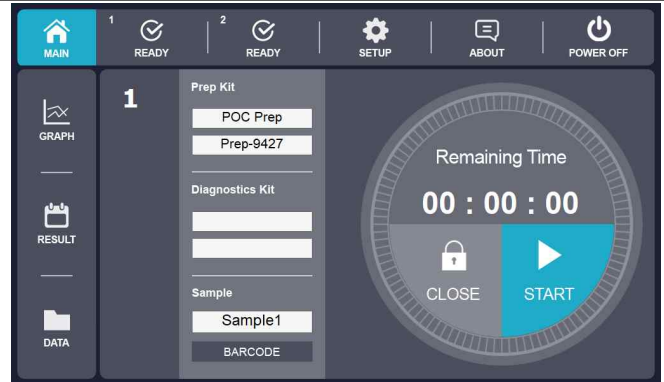 MAIN
1
READY
2
READY
SETUP
ABOUT
POWER OFF
GRAPH
RESULT
DATA
1
Prep Kit
POC Prep
Prep-9427
Diagnostics Kit
Sample
Sample1
BARCODE
Remaining Time
00 : 00 : 00
CLOSE
START